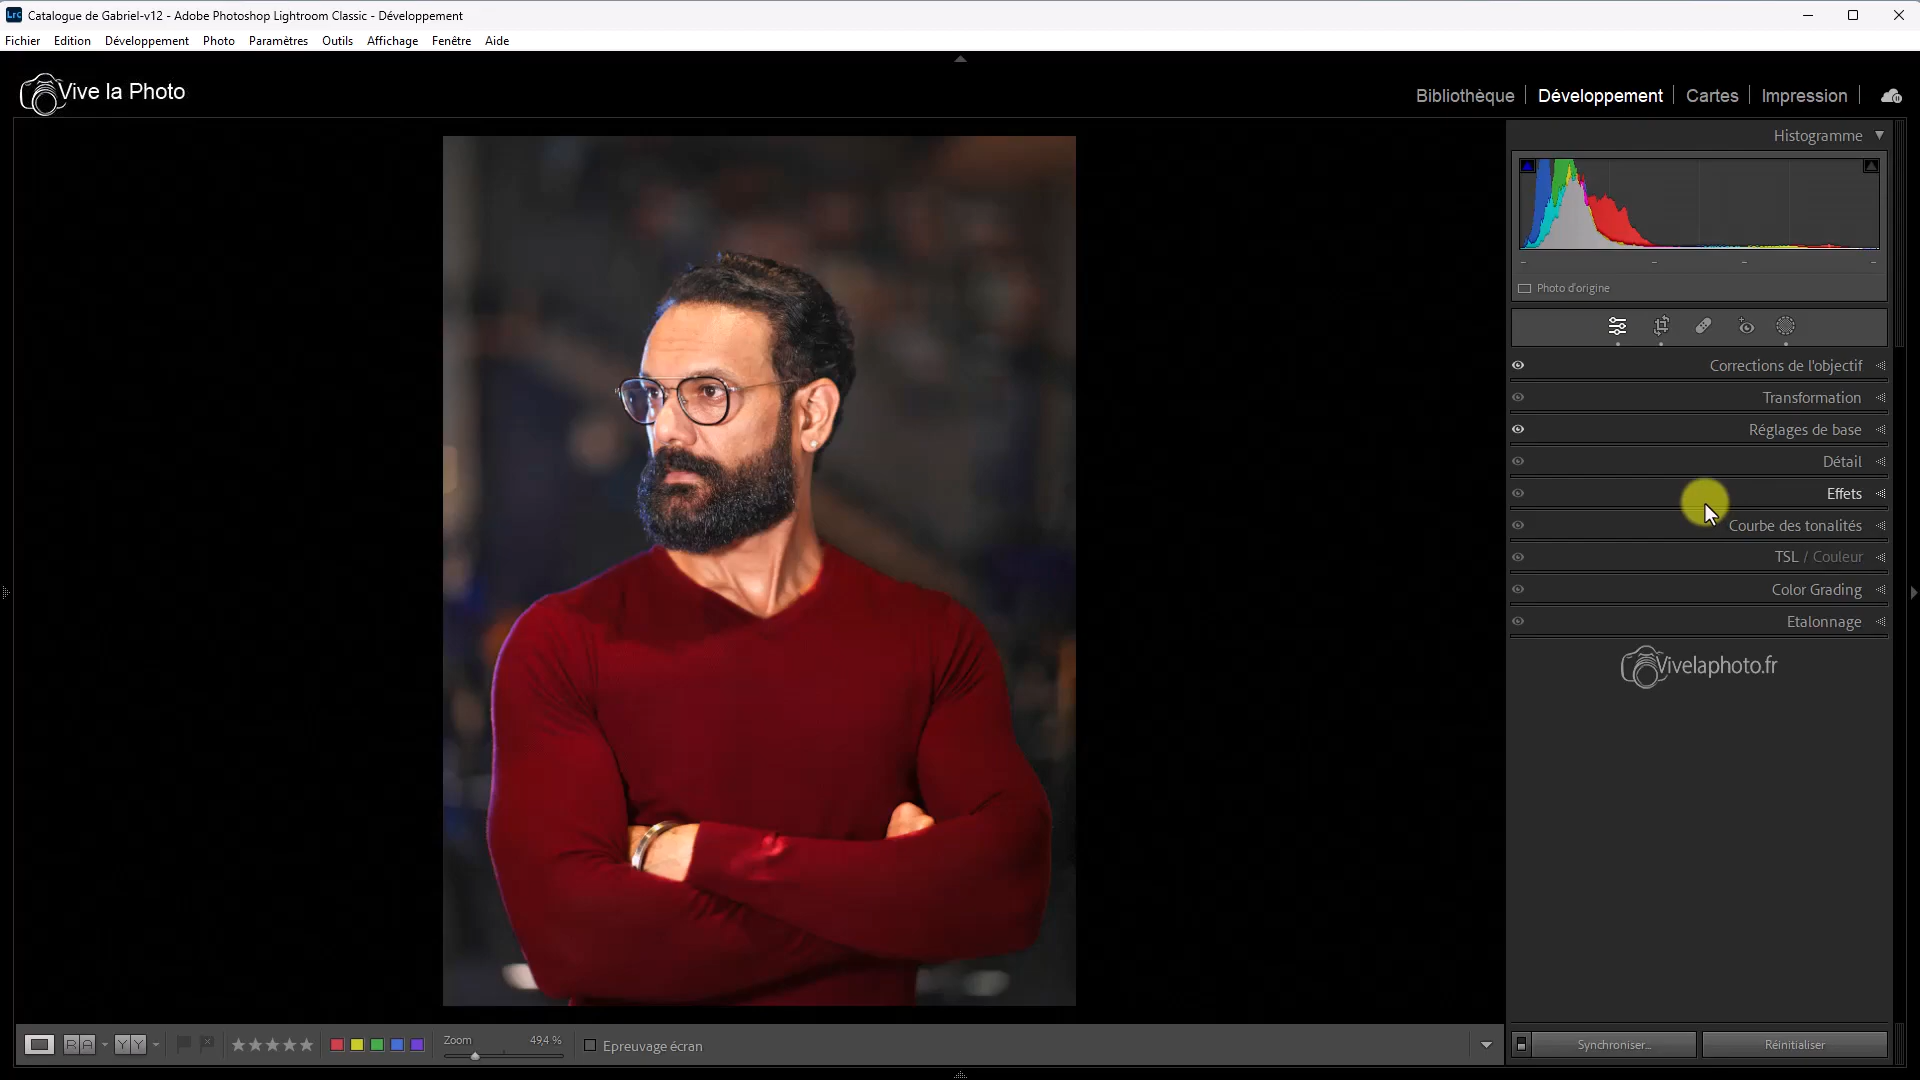 Catalogue de Gabriel-v12 - Adobe Photoshop Lightroom Classic - Développement
Fichier Edition Développement Photo Paramètres Outils Affichage Fenêtre Aide
Vive la Photo
Bibliothèque Développement Cartes Impression
Histogramme
Photo d'origine
Corrections de l'objectif
Transformation
Réglages de base
Détail
Effets
Courbe des tonalités
TSL / Couleur
Color Grading
Etalonnage
Vivelaphoto.fr
R A Y Y Zoom 49,4 % Epreuvage écran
Synchroniser... Réinitialiser